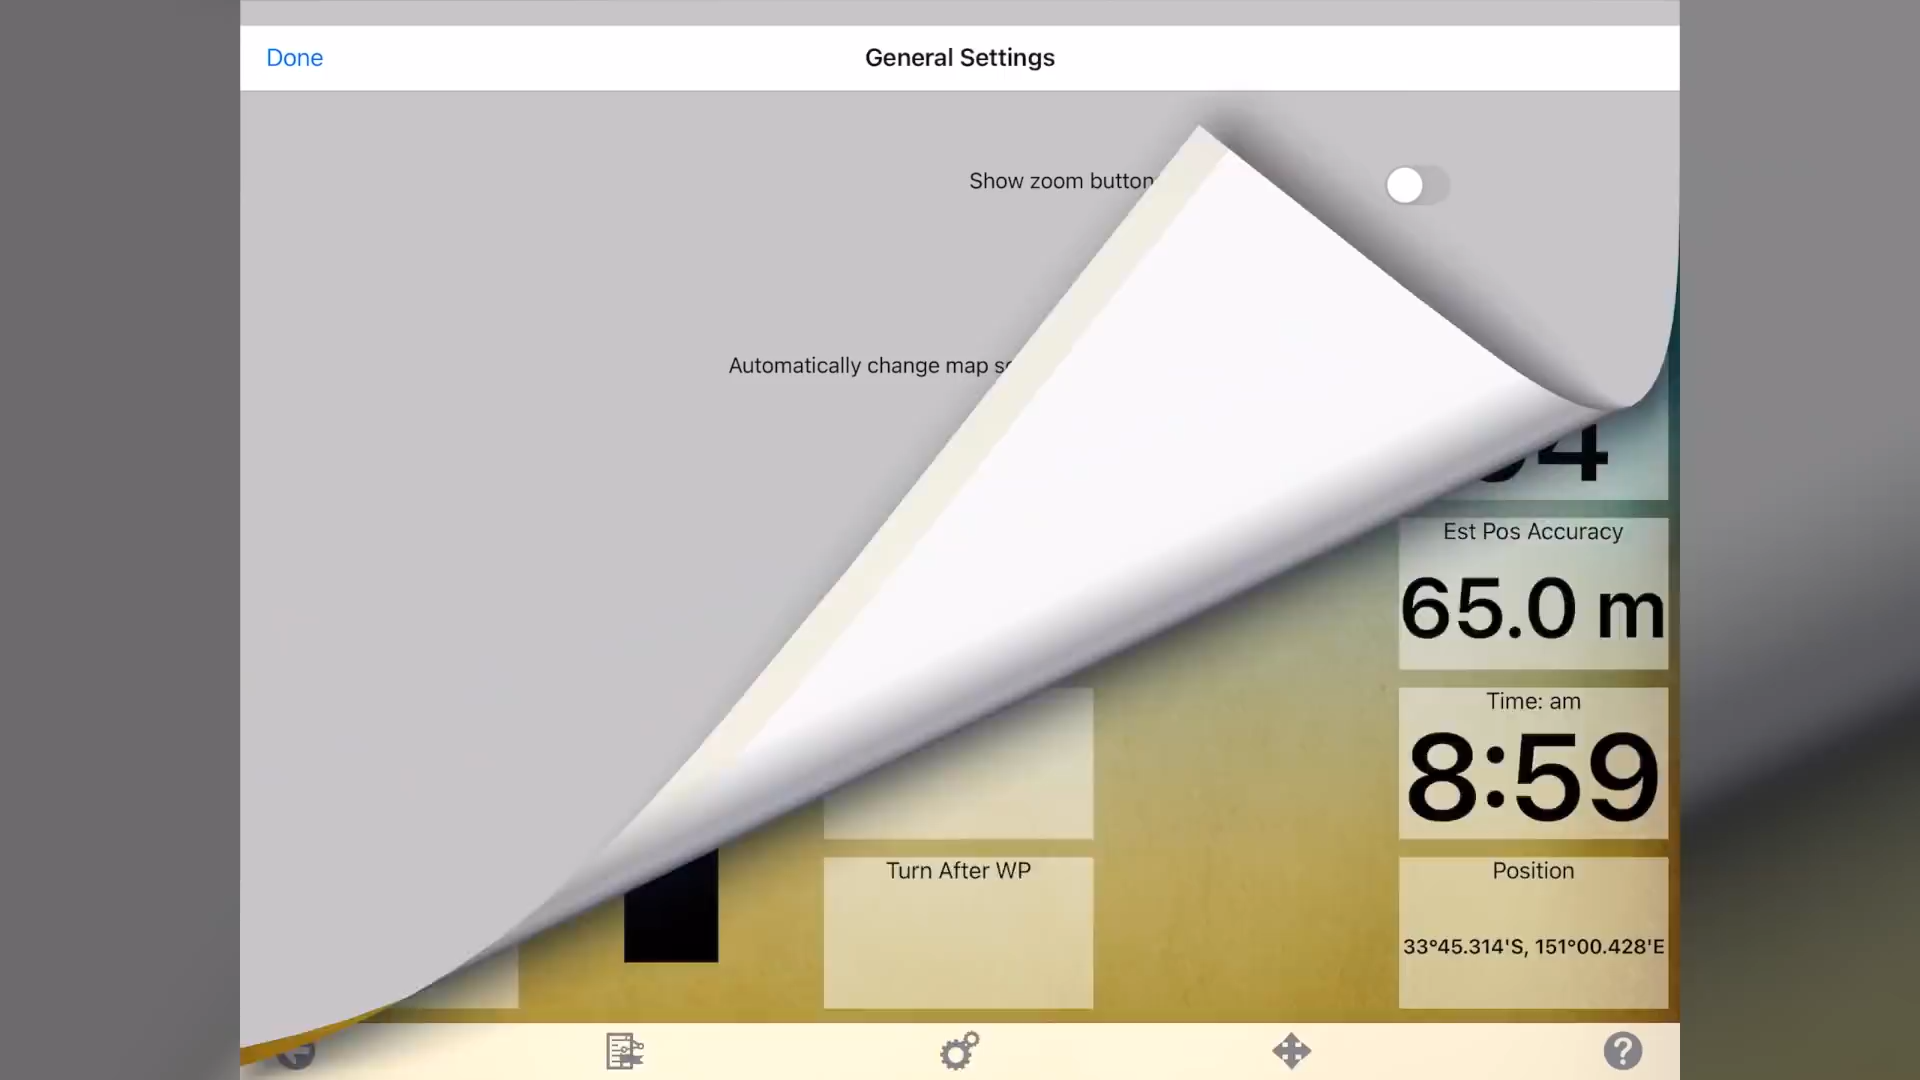 Done
General Settings
Show zoom button
Automatically change map
4
Est Pos Accuracy
65.0 m
Time: am
8:59
Turn After WP
Position
33°45.314'S, 151°00.428'E
?